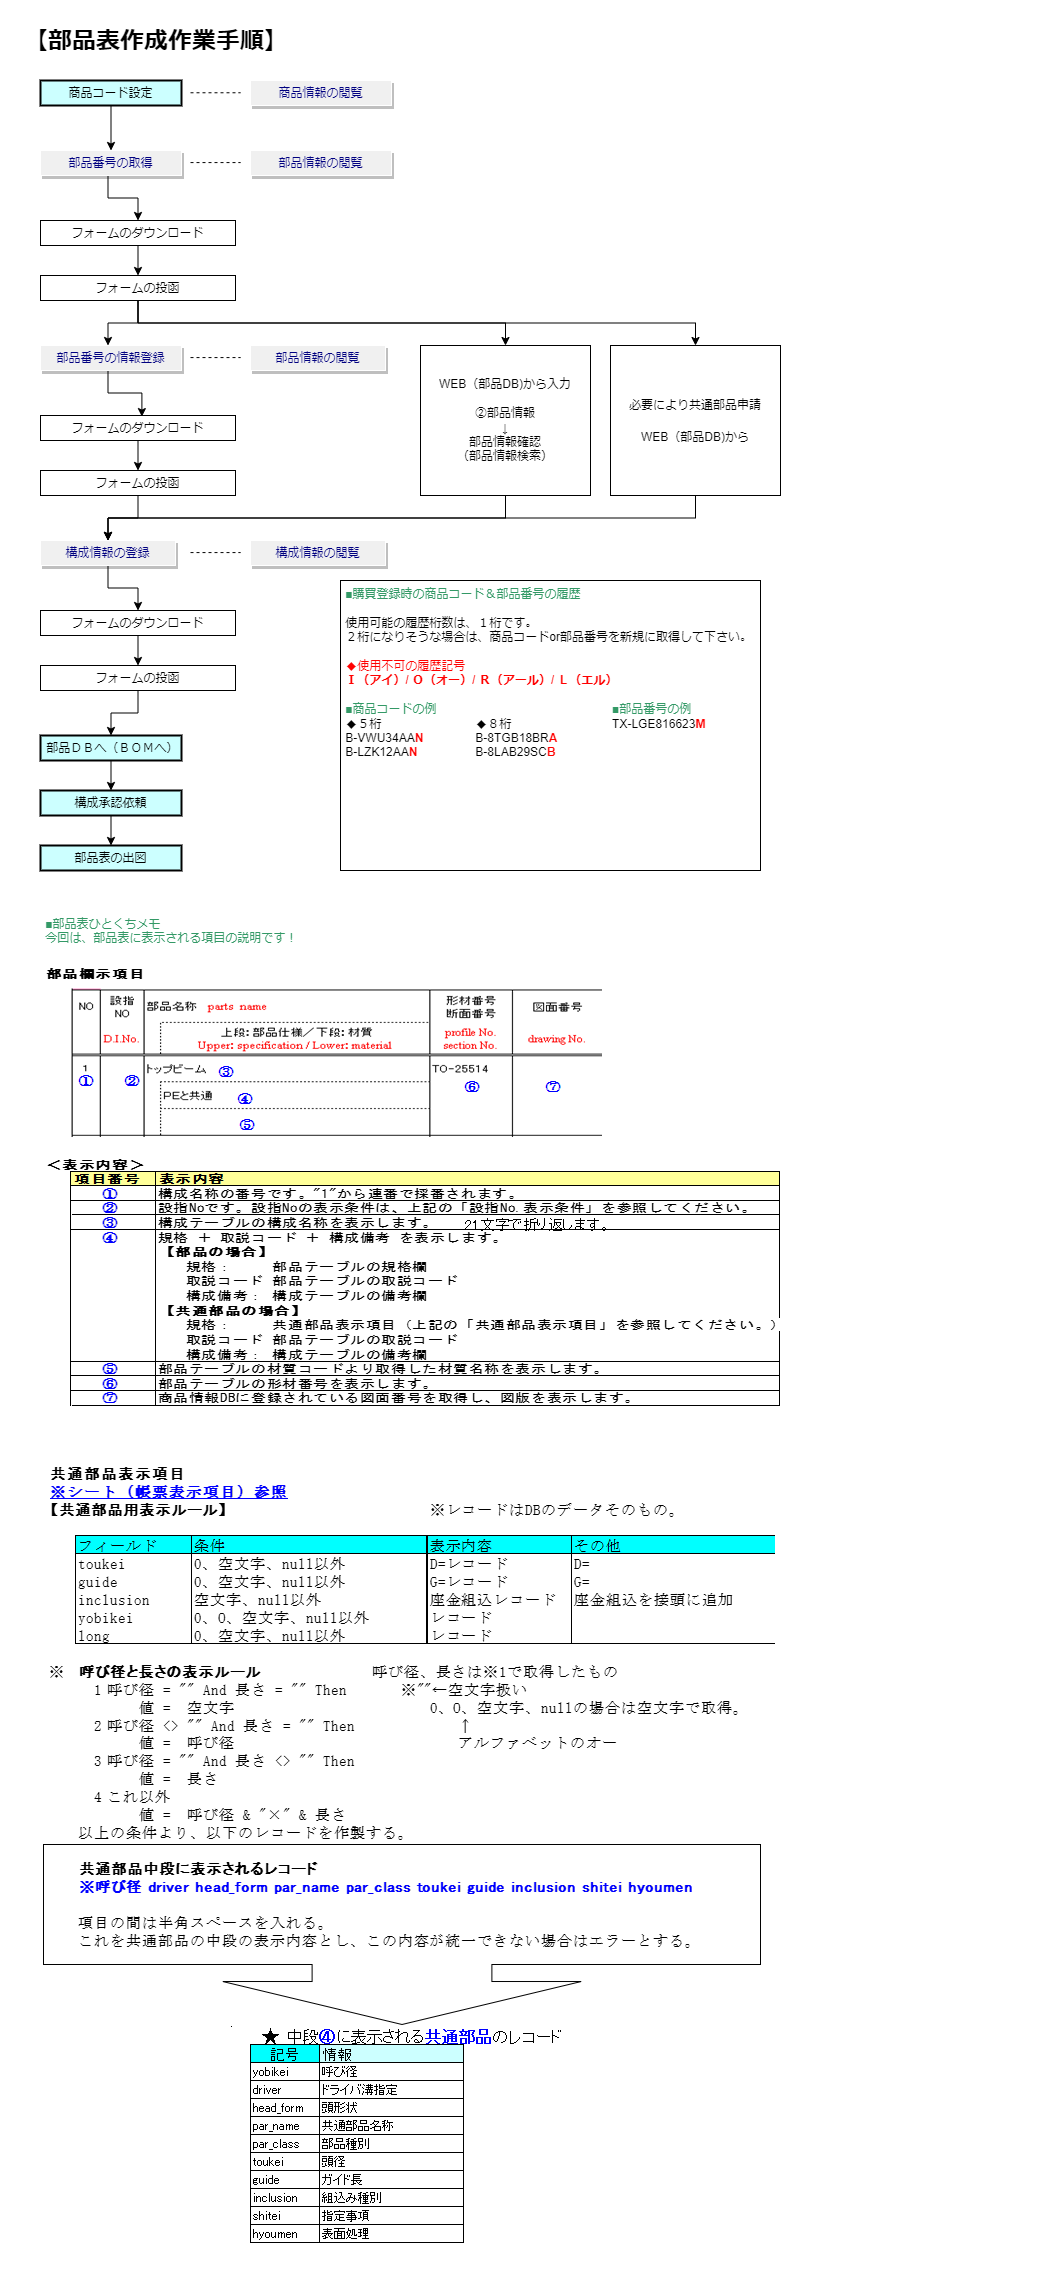 【部品表作成作業手順】
商品コード設定
商品情報の閲覧
部品番号の取得
部品情報の閲覧
フォームのダウンロード
フォームの投函
部品番号の情報登録
部品情報の閲覧
フォームのダウンロード
フォームの投函
WEB（部品DB)から入力
②部品情報
↓
部品情報確認
（部品情報検索）
必要により共通部品申請
WEB（部品DB)から
構成情報の登録
構成情報の閲覧
フォームのダウンロード
フォームの投函
部品ＤＢへ（ＢＯＭへ）
構成承認依頼
部品表の出図
■購買登録時の商品コード＆部品番号の履歴
使用可能の履歴桁数は、１桁です。
２桁になりそうな場合は、商品コードor部品番号を新規に取得して下さい。
◆使用不可の履歴記号
Ｉ（アイ）/ Ｏ（オー）/ Ｒ（アール）/ Ｌ（エル）
■商品コードの例 ■部品番号の例
◆５桁 ◆８桁 TX-LGE816623M
B-VWU34AAN B-8TGB18BRA
B-LZK12AAN B-8LAB29SCB
■部品表ひとくちメモ
今回は、部品表に表示される項目の説明です！
部品欄示項目
NO 設指NO D.I.No. 部品名称 parts name 形材番号 断面番号 図面番号
上段：部品仕様／下段：材質 profile No. drawing No.
Upper: specification / Lower: material section No.
1 トップビーム ③ TO-25514
① ② PEと共通 ④ ⑥ ⑦
⑤
＜表示内容＞
項目番号 表示内容
① 構成名称の番号です。"1"から連番で採番されます。
② 設指Noです。設指Noの表示条件は、上記の「設指No.表示条件」を参照してください。
③ 構成テーブルの構成名称を表示します。 21文字で折り返します。
④ 規格 ＋ 取説コード ＋ 構成備考 を表示します。
【部品の場合】
規格： 部品テーブルの規格欄
取説コード 部品テーブルの取説コード
構成備考： 構成テーブルの備考欄
【共通部品の場合】
規格： 共通部品表示項目（上記の「共通部品表示項目」を参照してください。）
取説コード 部品テーブルの取説コード
構成備考： 構成テーブルの備考欄
⑤ 部品テーブルの材質コードより取得した材質名称を表示します。
⑥ 部品テーブルの形材番号を表示します。
⑦ 商品情報DBに登録されている図面番号を取得し、図版を表示します。
共通部品表示項目
※シート（帳票表示項目）参照
【共通部品用表示ルール】 ※レコードはDBのデータそのもの。
フィールド 条件 表示内容 その他
toukei 0、空文字、null以外 D=レコード D=
guide 0、空文字、null以外 G=レコード G=
inclusion 空文字、null以外 座金組込レコード 座金組込を接頭に追加
yobikei 0、O、空文字、null以外 レコード
long 0、空文字、null以外 レコード
※ 呼び径と長さの表示ルール 呼び径、長さは※1で取得したもの
1 呼び径 = "" And 長さ = "" Then ※""←空文字扱い
値 = 空文字 0、O、空文字、nullの場合は空文字で取得。
2 呼び径 <> "" And 長さ = "" Then ↑
値 = 呼び径 アルファベットのオー
3 呼び径 = "" And 長さ <> "" Then
値 = 長さ
4 これ以外
値 = 呼び径 & "×" & 長さ
以上の条件より、以下のレコードを作製する。
共通部品中段に表示されるレコード
※呼び径 driver head_form par_name par_class toukei guide inclusion shitei hyoumen
項目の間は半角スペースを入れる。
これを共通部品の中段の表示内容とし、この内容が統一できない場合はエラーとする。
★ 中段④に表示される共通部品のレコード
記号 情報
yobikei 呼び径
driver ドライバ溝指定
head_form 頭形状
par_name 共通部品名称
par_class 部品種別
toukei 頭径
guide ガイド長
inclusion 組込み種別
shitei 指定事項
hyoumen 表面処理